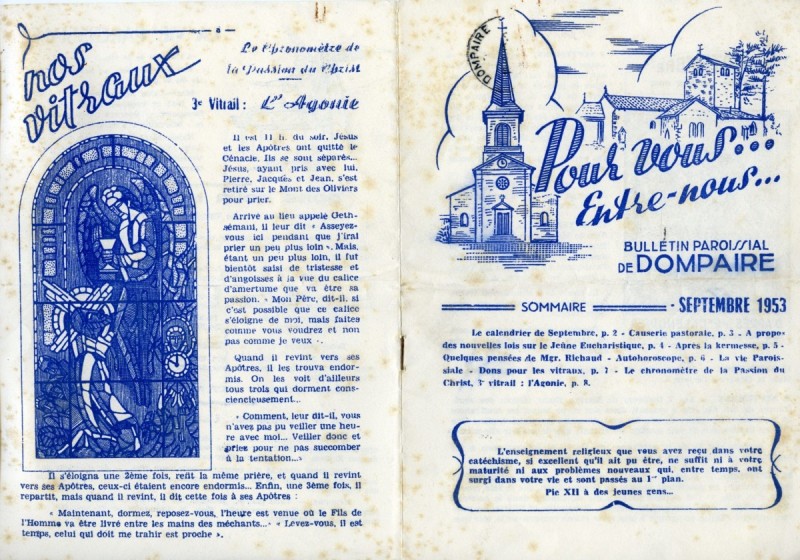 nos
vitraux
Le Chronomètre de
la Passion du Christ
3e Vitrail : L'Agonie
Il est 11 h. du soir. Jésus
et les Apôtres ont quitté le
Cénacle. Ils se sont séparés...
Jésus, ayant pris avec lui,
Pierre, Jacques et Jean, s'est
retiré sur le Mont des Oliviers
pour prier.
Arrivé au lieu appelé Geth-
sémani, il leur dit « Asseyez-
vous ici pendant que j'irai
prier un peu plus loin ». Mais,
étant un peu plus loin, il fut
bientôt saisi de tristesse et
d'angoisses à la vue du calice
d'amertume que va être sa
passion. « Mon Père, dit-il, si
c'est possible que ce calice
s'éloigne de moi, mais faites
comme vous voudrez et non
pas comme je veux ».
Quand il revint vers ses
Apôtres, il les trouva endor-
mis. On les voit d'ailleurs
tous trois qui dorment cons-
ciencieusement...
« Comment, leur dit-il, vous
n'avez pas pu veiller une heu-
re avec moi... Veiller donc et
priez pour ne pas succomber
à la tentation...»
Il s'éloigna une 2ème fois, refit la même prière, et quand il revint
vers ses Apôtres, ceux-ci étaient encore endormis... Enfin, une 3ème fois, il
repartit, mais quand il revint, il dit cette fois à ses Apôtres :
« Maintenant, dormez, reposez-vous, l'heure est venue où le Fils de
l'Homme va être livré entre les mains des méchants...» « Levez-vous, il est
temps, celui qui doit me trahir est proche ».
DOMPAIRE
Pour vous...
Entre-nous...
BULLETIN PAROISSIAL
DE DOMPAIRE
SOMMAIRE - SEPTEMBRE 1953
Le calendrier de Septembre, p. 2 - Causerie pastorale, p. 3 - A propos
des nouvelles lois sur le Jeûne Eucharistique, p. 4 - Après la kermesse, p. 5 -
Quelques pensées de Mgr. Richaud - Autohoroscope, p. 6 - La vie Parois-
siale - Dons pour les vitraux, p. 7 - Le chronomètre de la Passion du
Christ, 3e vitrail : l'Agonie, p. 8.
L'enseignement religieux que vous avez reçu dans votre
catéchisme, si excellent qu'il ait pu être, ne suffit ni à votre
maturité ni aux problèmes nouveaux qui, entre temps, ont
surgi dans votre vie et sont passés au 1er plan.
Pie XII à des jeunes gens...